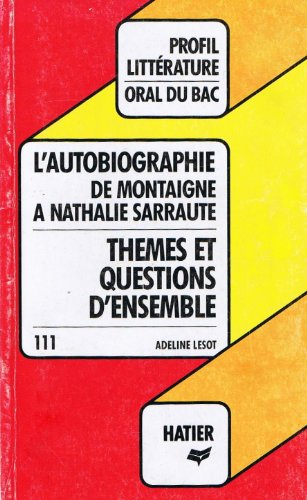 PROFIL
LITTÉRATURE
ORAL DU BAC
L'AUTOBIOGRAPHIE
DE MONTAIGNE
A NATHALIE SARRAUTE
THEMES ET
QUESTIONS
D'ENSEMBLE
111 ADELINE LESOT
HATIER